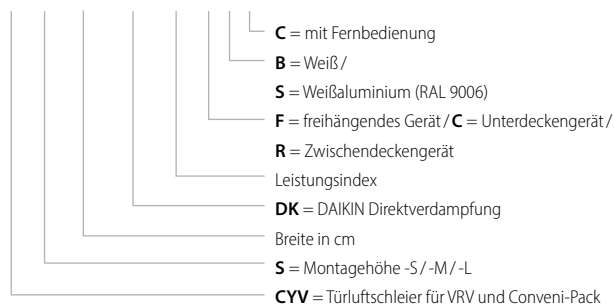 C = mit Fernbedienung
B = Weiß /
S = Weißaluminium (RAL 9006)
F = freihängendes Gerät / C = Unterdeckengerät /
R = Zwischendeckengerät
Leistungsindex
DK = DAIKIN Direktverdampfung
Breite in cm
S = Montagehöhe -S / -M / -L
CYV = Türluftschleier für VRV und Conveni-Pack